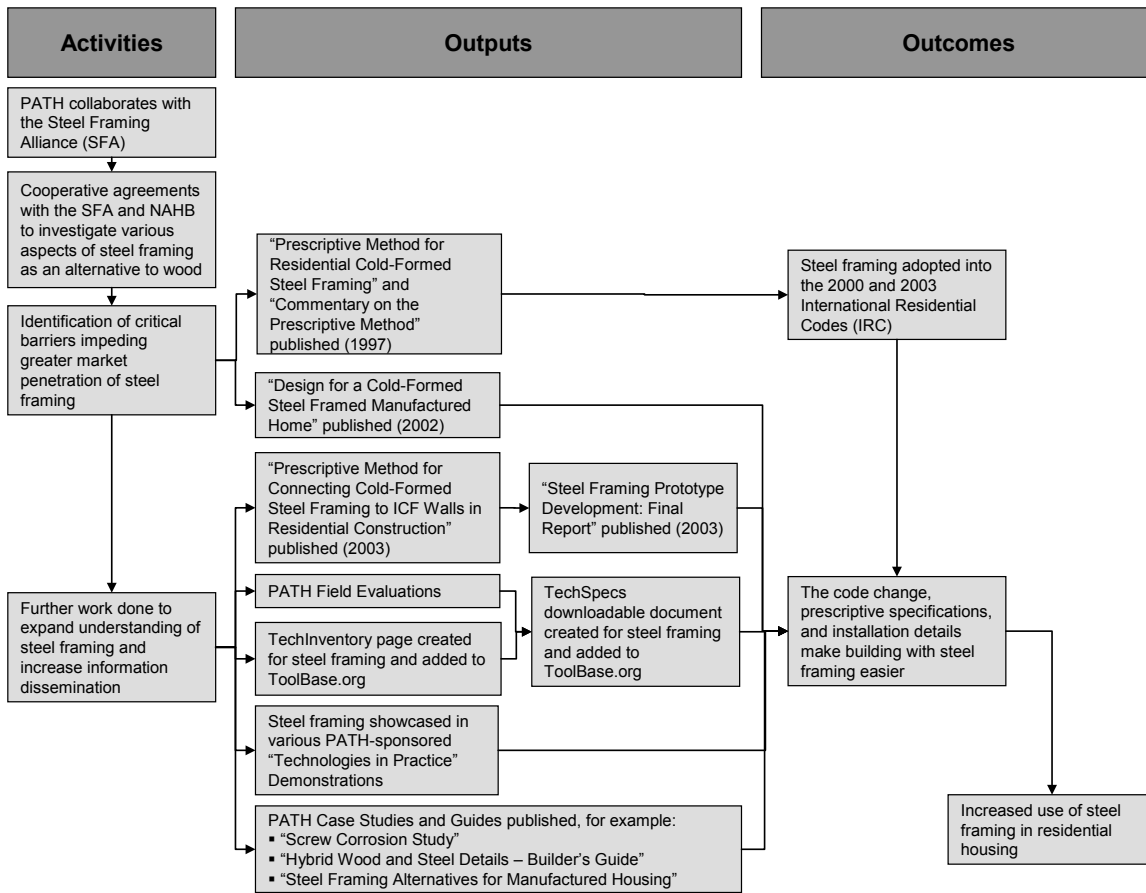 Activities
Outputs
Outcomes
PATH collaborates with
the Steel Framing
Alliance (SFA)
Cooperative agreements
with the SFA and NAHB
to investigate various
aspects of steel framing
as an alternative to wood
Identification of critical
barriers impeding
greater market
penetration of steel
framing
Further work done to
expand understanding of
steel framing and
increase information
dissemination
“Prescriptive Method for
Residential Cold-Formed
Steel Framing” and
“Commentary on the
Prescriptive Method”
published (1997)
“Design for a Cold-Formed
Steel Framed Manufactured
Home” published (2002)
“Prescriptive Method for
Connecting Cold-Formed
Steel Framing to ICF Walls in
Residential Construction”
published (2003)
“Steel Framing Prototype
Development: Final
Report” published (2003)
PATH Field Evaluations
TechInventory page created
for steel framing and added to
ToolBase.org
TechSpecs
downloadable document
created for steel framing
and added to
ToolBase.org
Steel framing showcased in
various PATH-sponsored
“Technologies in Practice”
Demonstrations
PATH Case Studies and Guides published, for example:
▪ “Screw Corrosion Study”
▪ “Hybrid Wood and Steel Details – Builder’s Guide”
▪ “Steel Framing Alternatives for Manufactured Housing”
Steel framing adopted into
the 2000 and 2003
International Residential
Codes (IRC)
The code change,
prescriptive specifications,
and installation details
make building with steel
framing easier
Increased use of steel
framing in residential
housing